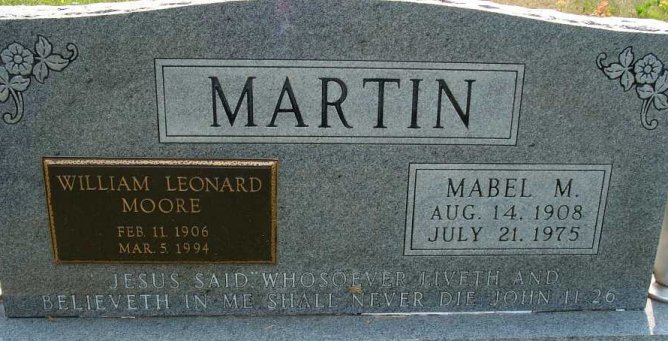 MARTIN
WILLIAM LEONARD
MOORE
FEB. 11 1906
MAR. 5 1994
MABEL M.
AUG. 14, 1908
JULY 21, 1975
JESUS SAID "WHOSOEVER LIVETH AND
BELIEVETH IN ME SHALL NEVER DIE. JOHN 11:26